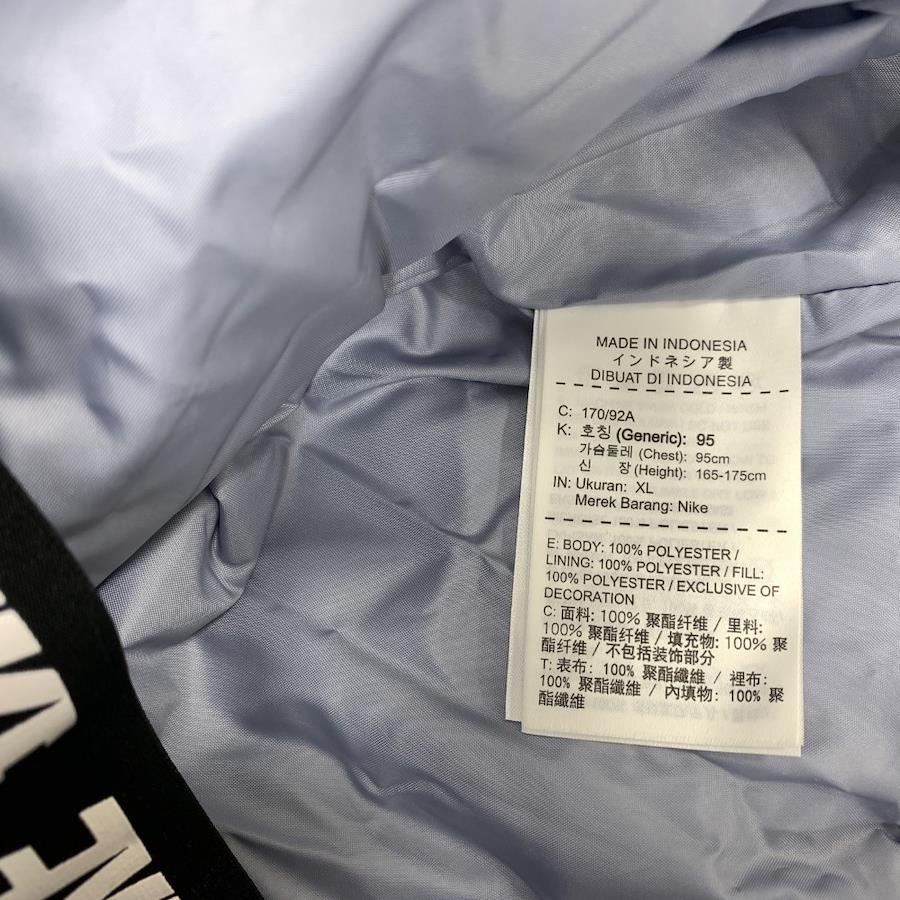 MADE IN INDONESIA
インドネシア製
DIBUAT DI INDONESIA
C: 170/92A
K: 호칭 (Generic): 95
가슴둘레 (Chest): 95cm
신 장 (Height): 165-175cm
IN: Ukuran: XL
Merek Barang: Nike
E: BODY: 100% POLYESTER /
LINING: 100% POLYESTER / FILL:
100% POLYESTER / EXCLUSIVE OF
DECORATION
C: 面料: 100% 聚酯纤维 / 里料:
100% 聚酯纤维 / 填充物: 100% 聚
酯纤维 / 不包括装饰部分
T: 表布: 100% 聚酯纖維 / 裡布:
100% 聚酯纖維 / 內填物: 100% 聚
酯纖維